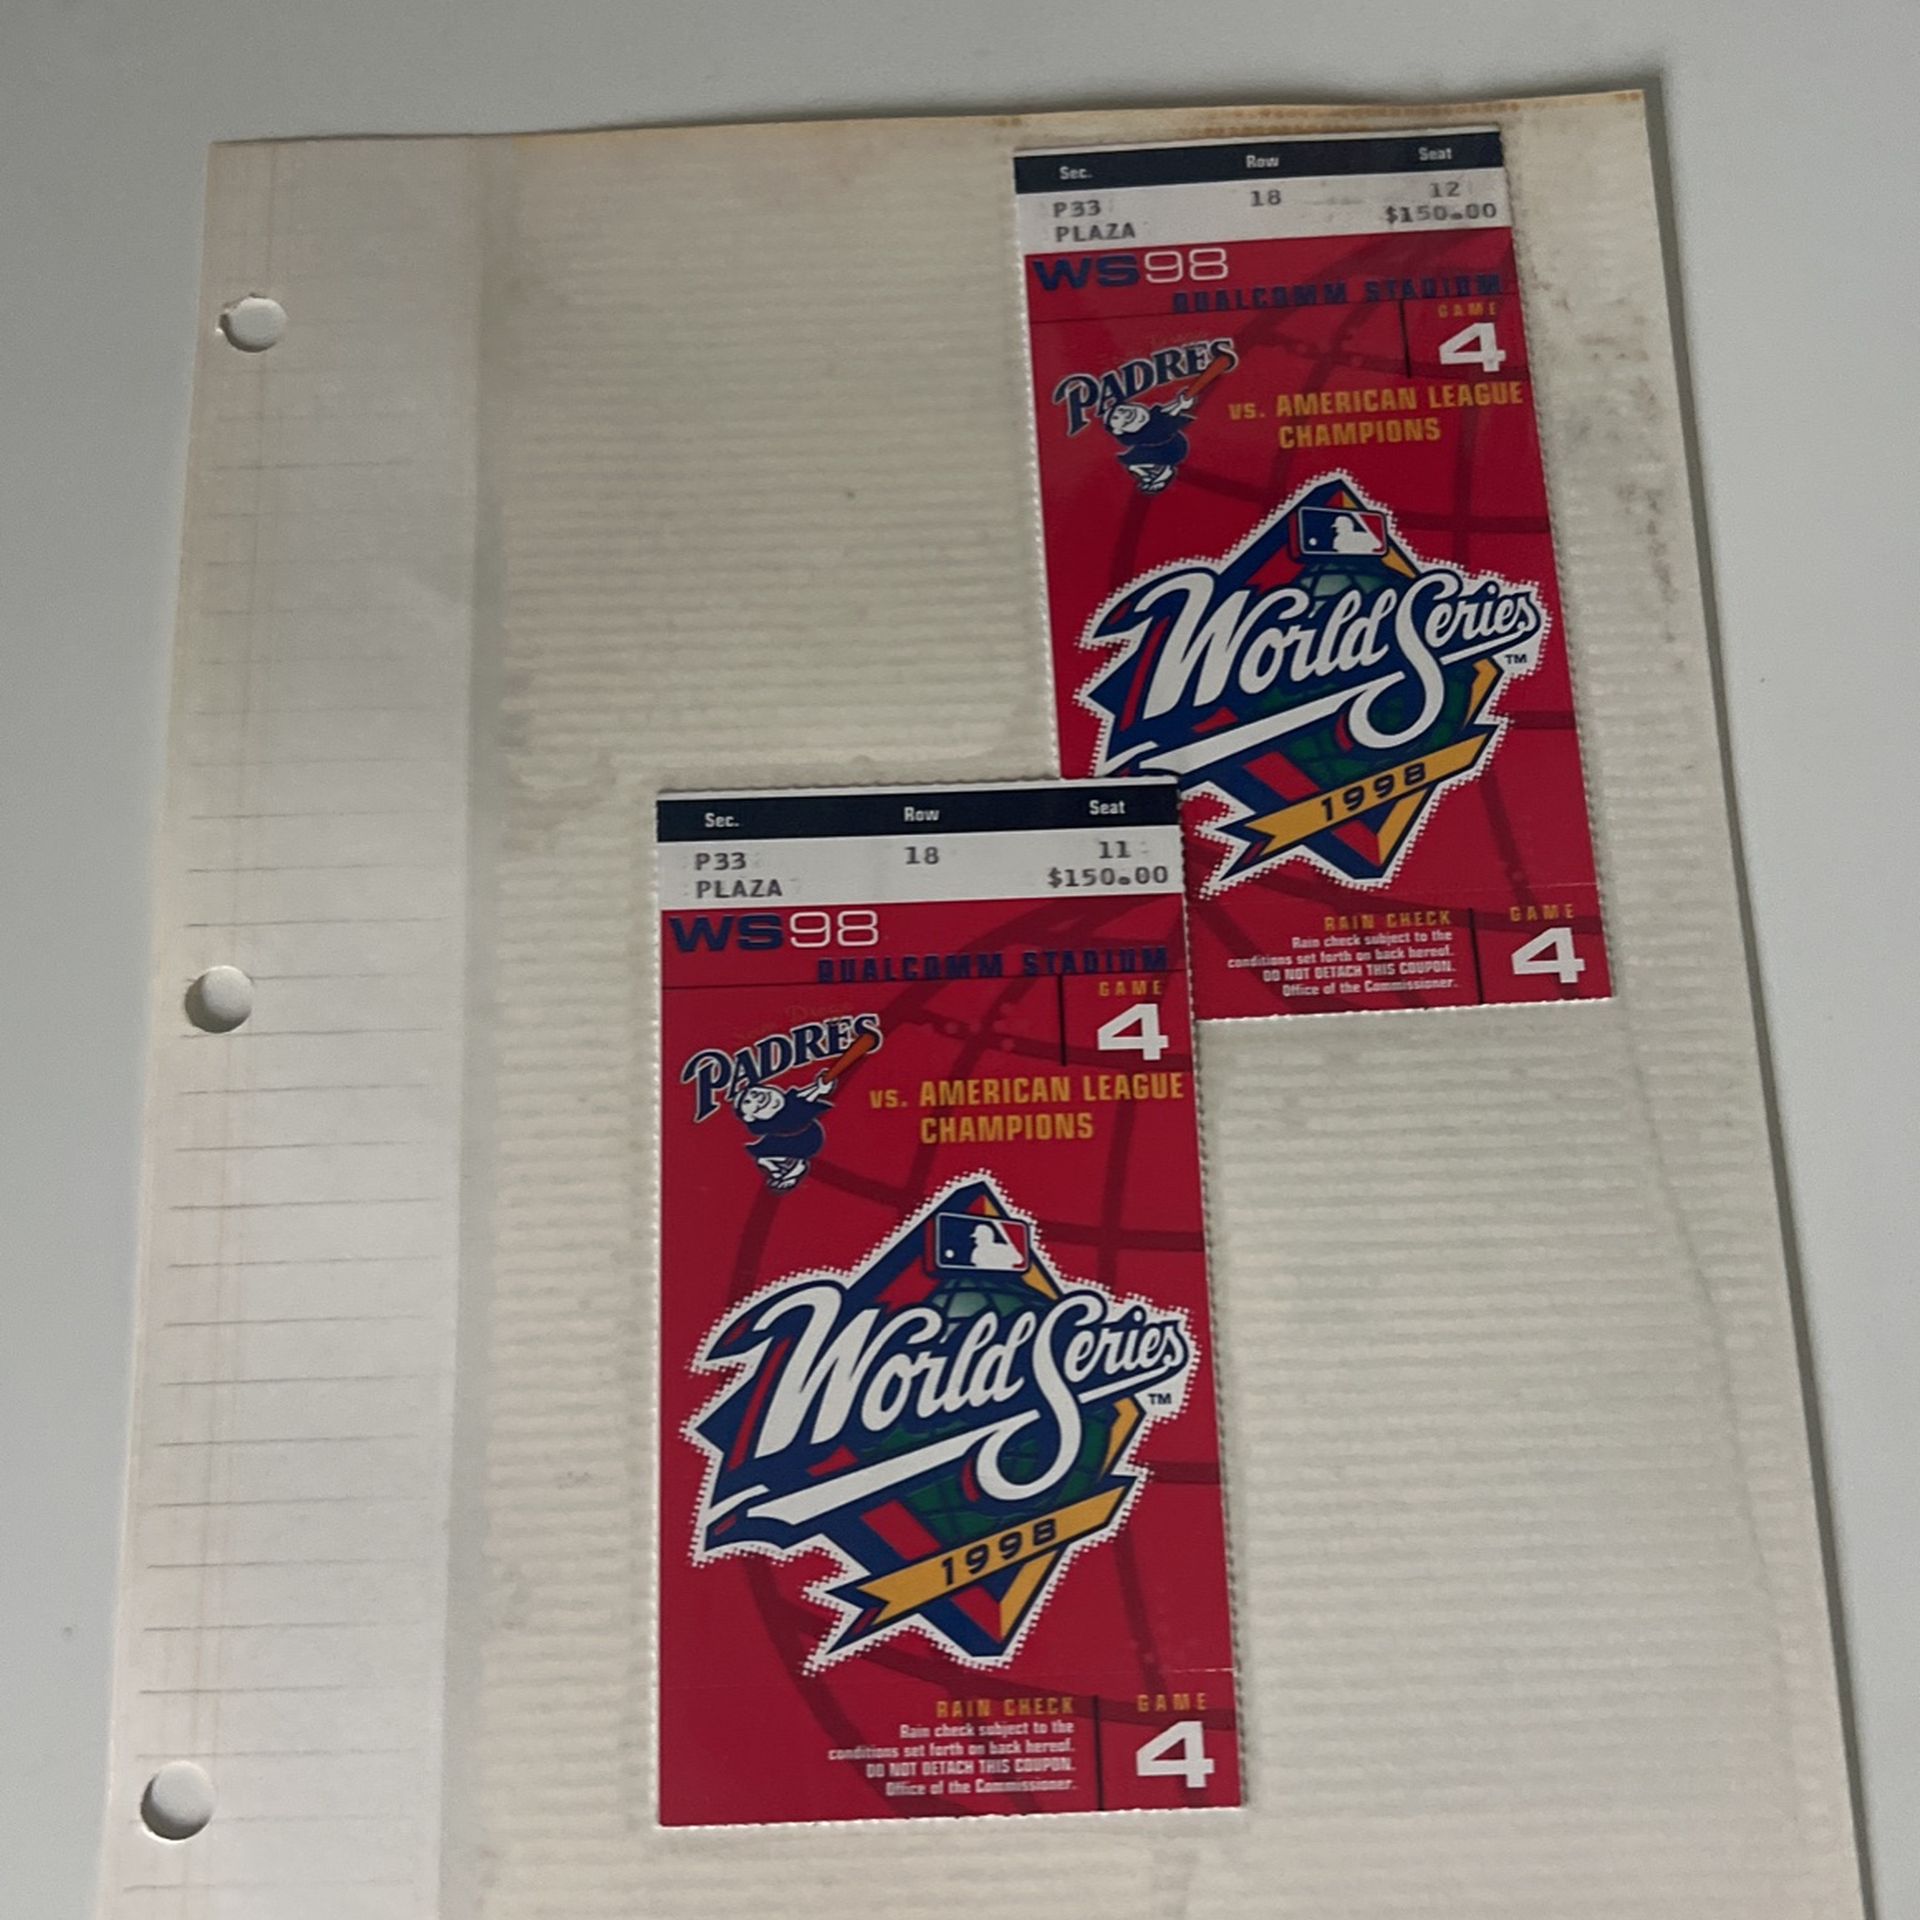 Sec. Row Seat
P33 18 12
PLAZA $150.00
WS98
QUALCOMM STADIUM
GAME
4
PADRES
VS. AMERICAN LEAGUE
CHAMPIONS
World Series
TM
1998
RAIN CHECK
Rain check subject to the
conditions set forth on back hereof.
DO NOT DETACH THIS COUPON.
Office of the Commissioner.
GAME
4
Sec. Row Seat
P33 18 11
PLAZA $150.00
WS98
QUALCOMM STADIUM
GAME
4
PADRES
VS. AMERICAN LEAGUE
CHAMPIONS
World Series
TM
1998
RAIN CHECK
Rain check subject to the
conditions set forth on back hereof.
DO NOT DETACH THIS COUPON.
Office of the Commissioner.
GAME
4